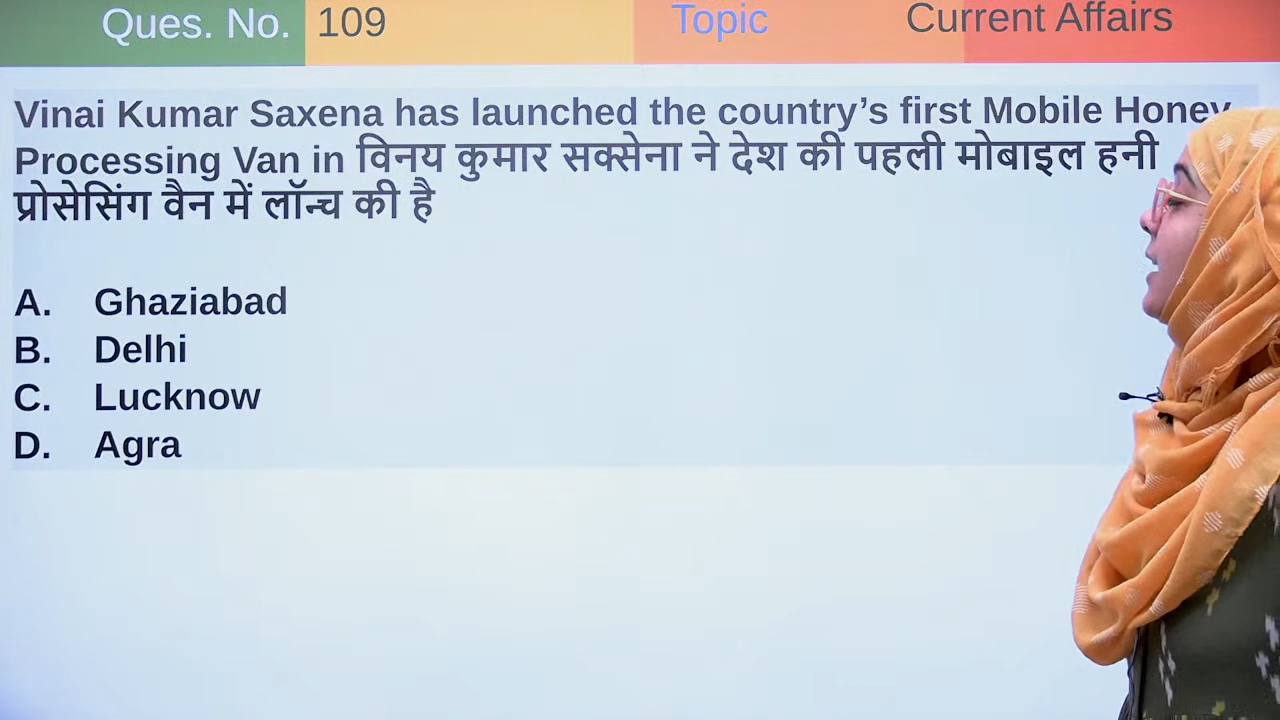 Ques. No. 109 Topic Current Affairs
Vinai Kumar Saxena has launched the country’s first Mobile Honey
Processing Van in विनय कुमार सक्सेना ने देश की पहली मोबाइल हनी
प्रोसेसिंग वैन में लॉन्च की है
A. Ghaziabad
B. Delhi
C. Lucknow
D. Agra